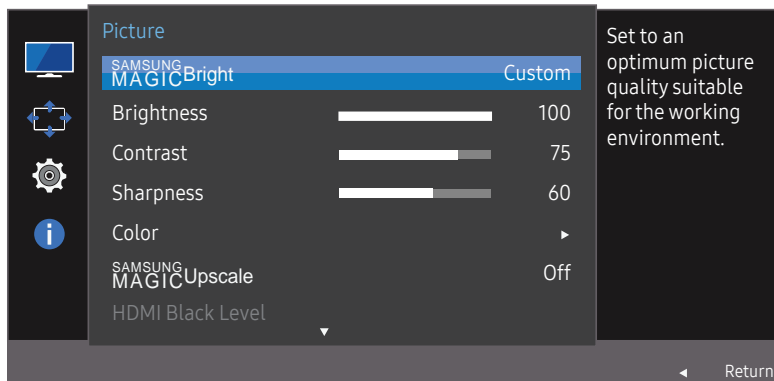 Picture
SAMSUNG
MAGICBright Custom
Brightness 100
Contrast 75
Sharpness 60
Color ►
SAMSUNG
MAGICUpscale Off
HDMI Black Level
▼
Set to an
optimum picture
quality suitable
for the working
environment.
◄ Return